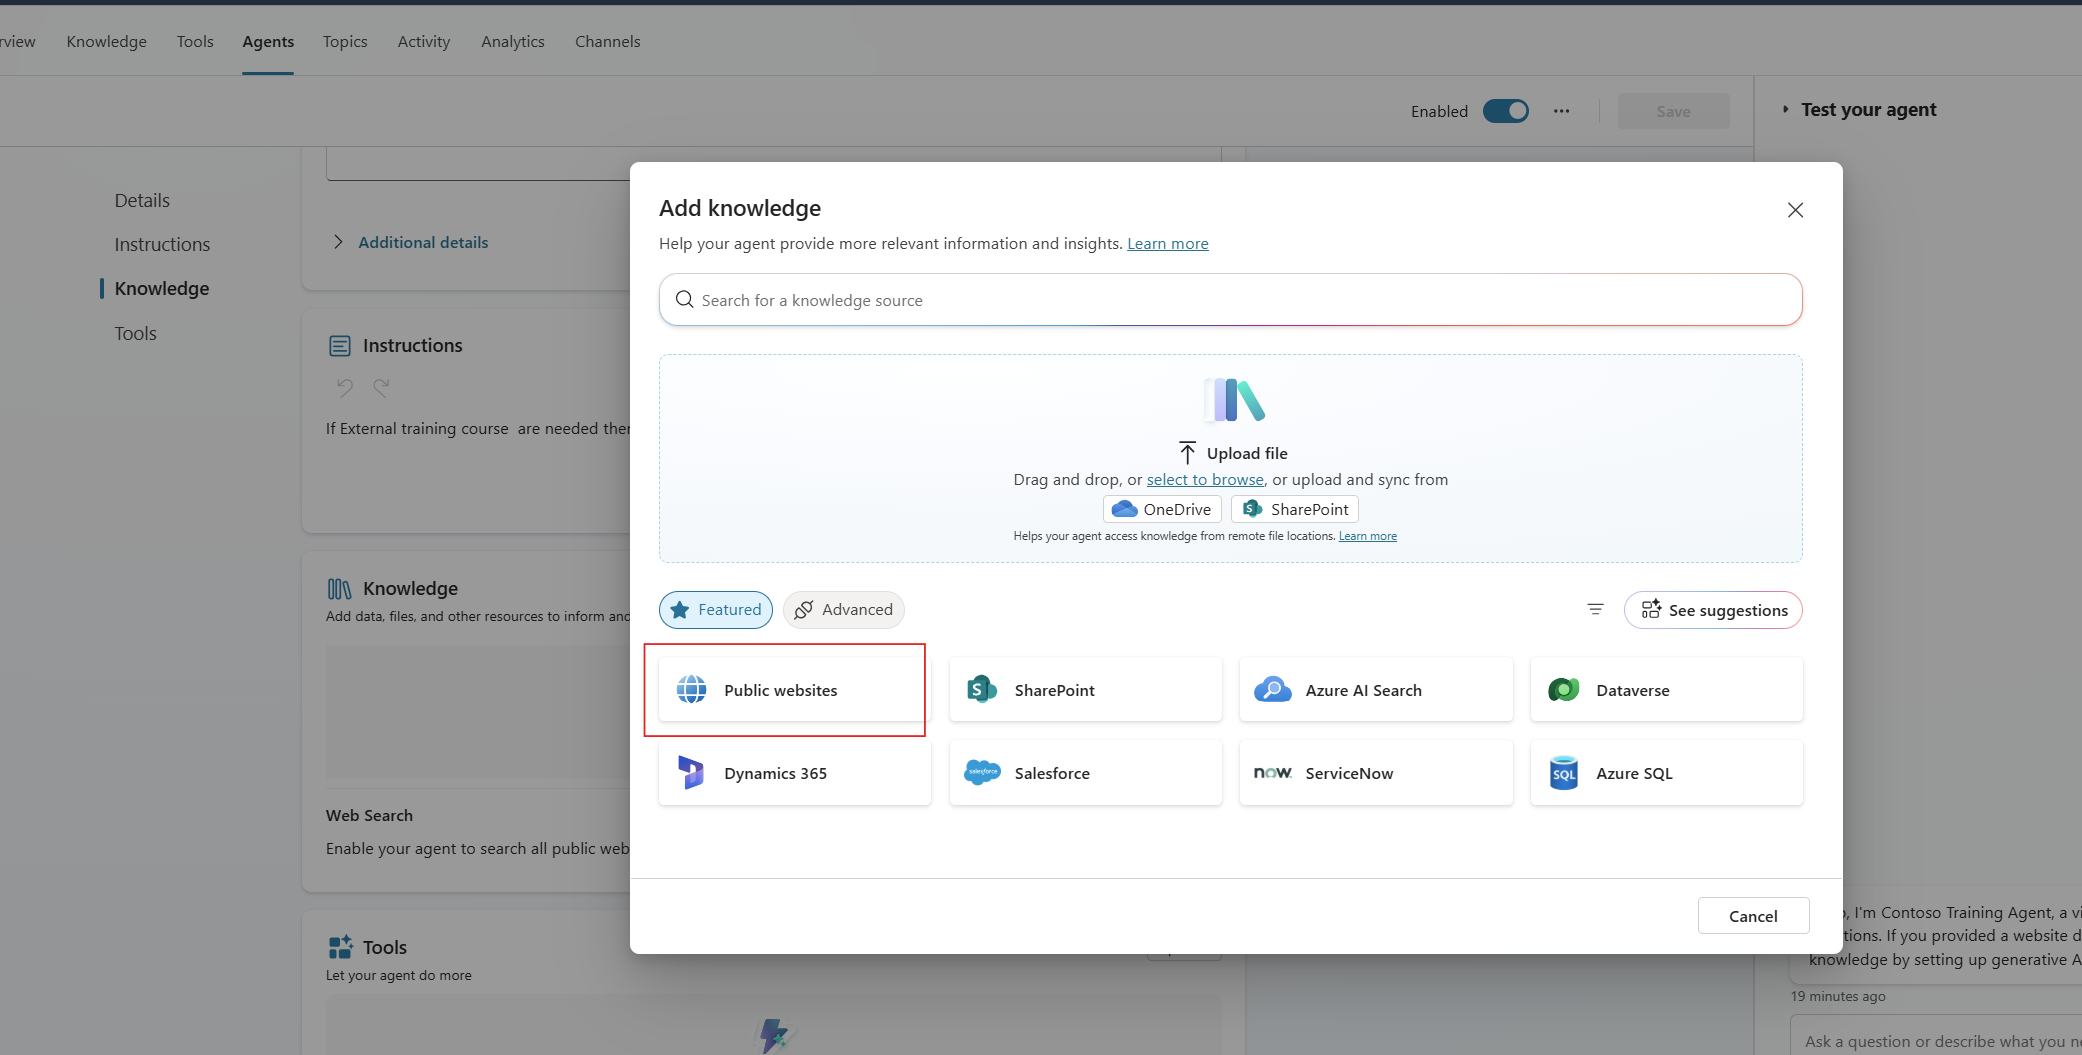 rview Knowledge Tools Agents Topics Activity Analytics Channels
Enabled Save
Test your agent
Details
Instructions
Knowledge
Tools
Additional details
Instructions
If External training course are needed ther
Knowledge
Add data, files, and other resources to inform and
Web Search
Enable your agent to search all public web
Tools
Let your agent do more
Add knowledge
Help your agent provide more relevant information and insights. Learn more
Search for a knowledge source
Upload file
Drag and drop, or select to browse, or upload and sync from
OneDrive SharePoint
Helps your agent access knowledge from remote file locations. Learn more
Featured Advanced See suggestions
Public websites SharePoint Azure AI Search Dataverse
Dynamics 365 salesforce Salesforce now. ServiceNow SQL Azure SQL
Cancel
, I'm Contoso Training Agent, a vi
tions. If you provided a website d
knowledge by setting up generative A
19 minutes ago
Ask a question or describe what you ne